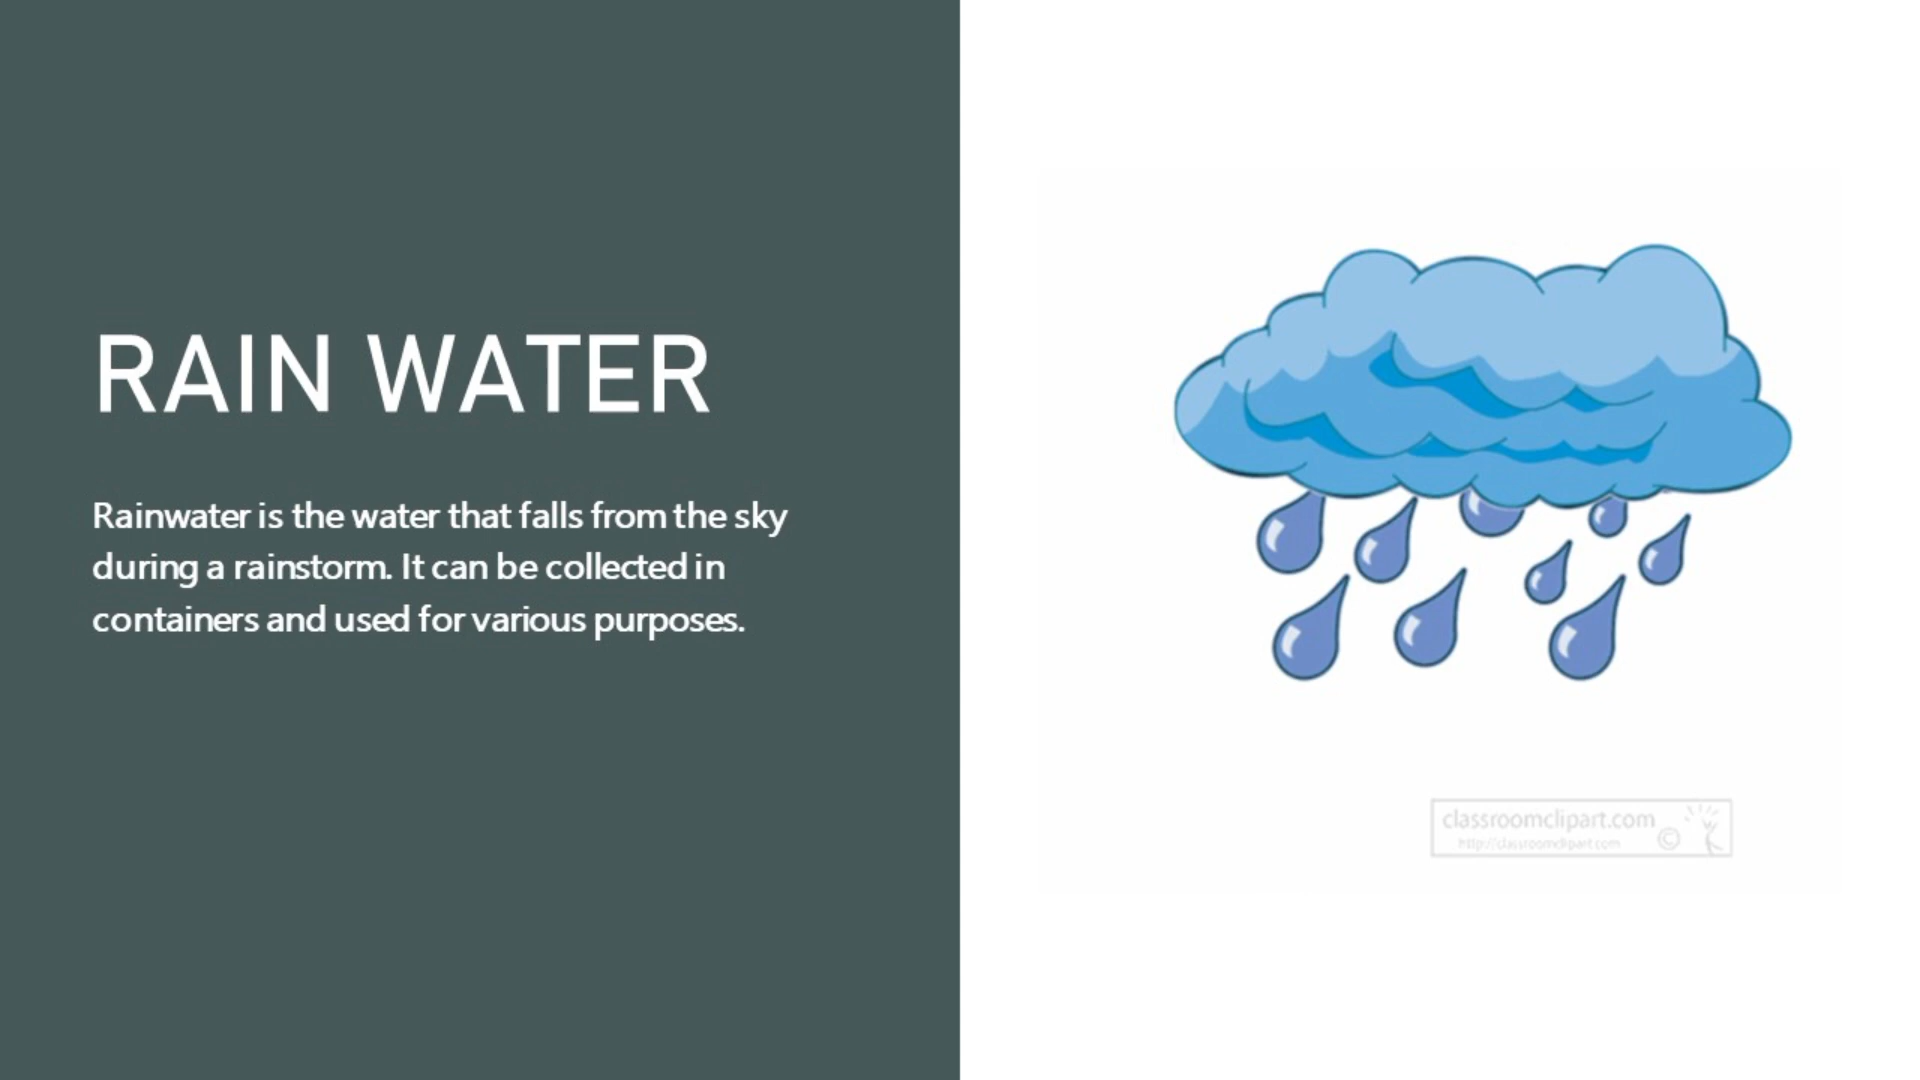 RAIN WATER
Rainwater is the water that falls from the sky
during a rainstorm. It can be collected in
containers and used for various purposes.
classroomclipart.com
http://classroomclipart.com
©